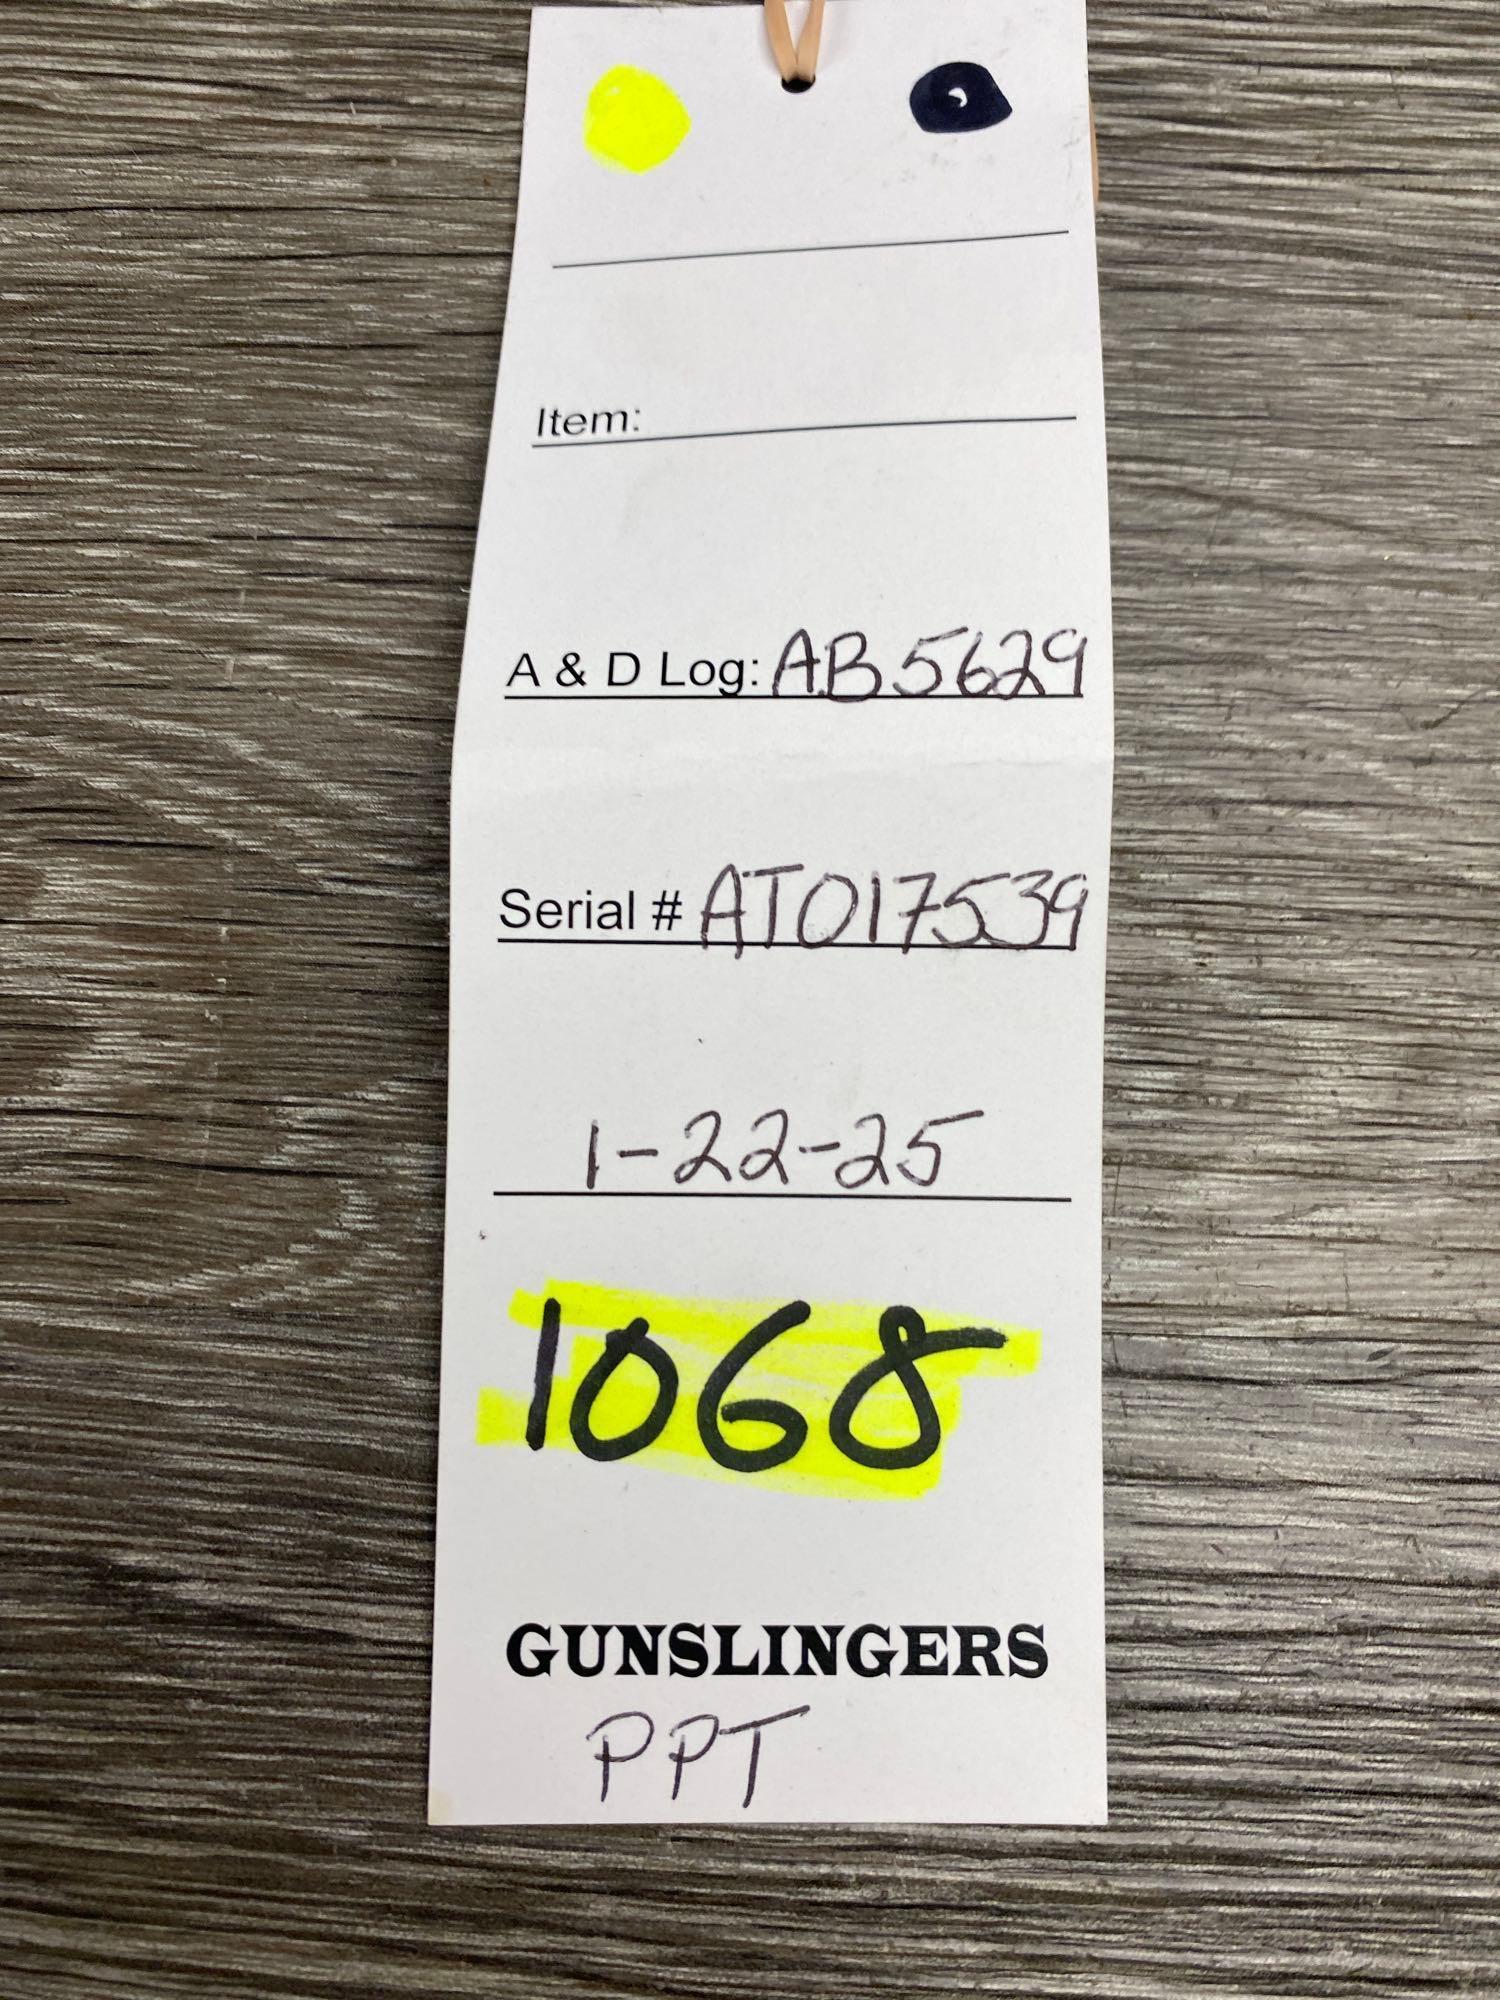 Item:
A & D Log: AB5629
Serial # AT017539
1-22-25
1068
GUNSLINGERS
PPT